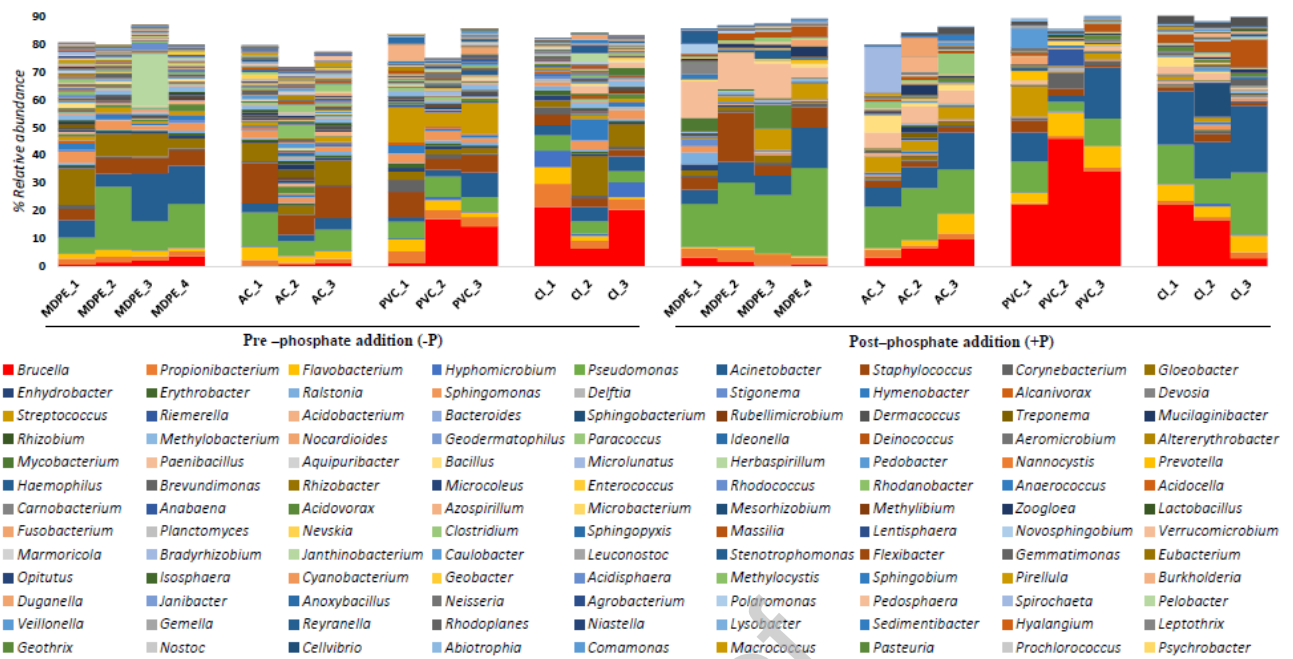 90
80
70
60
50
40
30
20
10
0
% Relative abundance
MDPE_1 MDPE_2 MDPE_3 MDPE_4 AC_1 AC_2 AC_3 PVC_1 PVC_2 PVC_3 CI_1 CI_2 CI_3 MDPE_1 MDPE_2 MDPE_3 MDPE_4 AC_1 AC_2 AC_3 PVC_1 PVC_2 PVC_3 CI_1 CI_2 CI_3
Pre –phosphate addition (-P) Post–phosphate addition (+P)
Brucella Propionibacterium Flavobacterium Hyphomicrobium Pseudomonas Acinetobacter Staphylococcus Corynebacterium Gloeobacter
Enhydrobacter Erythrobacter Ralstonia Sphingomonas Delftia Stigonema Hymenobacter Alcanivorax Devosia
Streptococcus Riemerella Acidobacterium Bacteroides Sphingobacterium Rubellimicrobium Dermacoccus Treponema Mucilaginibacter
Rhizobium Methylobacterium Nocardioides Geodermatophilus Paracoccus Ideonella Deinococcus Aeromicrobium Altererythrobacter
Mycobacterium Paenibacillus Aquipuribacter Bacillus Microlunatus Herbaspirillum Pedobacter Nannocystis Prevotella
Haemophilus Brevundimonas Rhizobacter Microcoleus Enterococcus Rhodococcus Rhodanobacter Anaerococcus Acidocella
Carnobacterium Anabaena Acidovorax Azospirillum Mesorhizobium Methylibium Zoogloea Lactobacillus
Fusobacterium Planctomyces Nevskia Clostridium Microbacterium Sphingopyxis Massilia Lentisphaera Novosphingobium Verrucomicrobium
Marmoricola Bradyrhizobium Janthinobacterium Caulobacter Leuconostoc Stenotrophomonas Flexibacter Gemmatimonas Eubacterium
Opitutus Isosphaera Cyanobacterium Geobacter Acidisphaera Methylocystis Sphingobium Pirellula Burkholderia
Duganella Janibacter Anoxybacillus Neisseria Agrobacterium Polaromonas Pedosphaera Spirochaeta Pelobacter
Veillonella Gemella Reyranella Rhodoplanes Niastella Lysobacter Sedimentibacter Hyalangium Leptothrix
Geothrix Nostoc Cellvibrio Abiotrophia Comamonas Macrococcus Pasteuria Prochlorococcus Psychrobacter